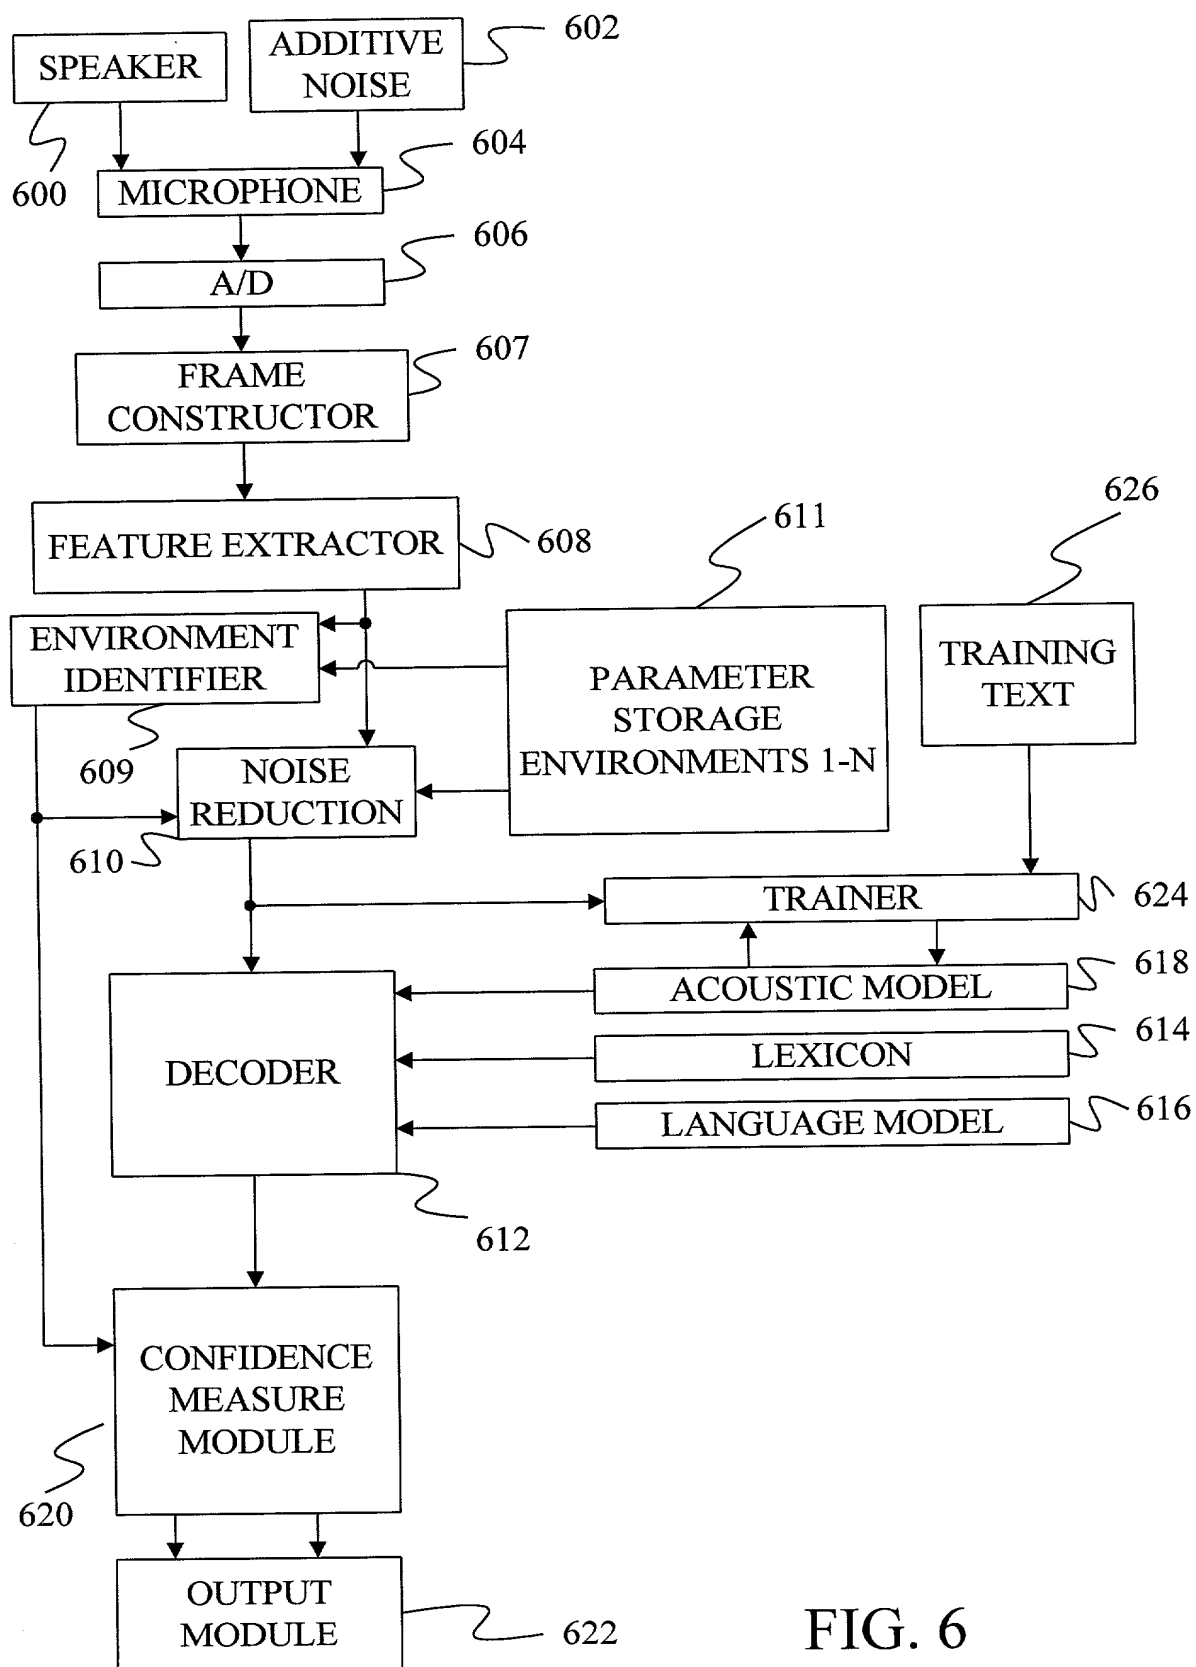 SPEAKER
ADDITIVE
NOISE
602
600
604
MICROPHONE
606
A/D
607
FRAME
CONSTRUCTOR
626
611
FEATURE EXTRACTOR
608
ENVIRONMENT
IDENTIFIER
609
PARAMETER
STORAGE
ENVIRONMENTS 1-N
TRAINING
TEXT
NOISE
REDUCTION
610
TRAINER
624
ACOUSTIC MODEL
618
DECODER
LEXICON
614
LANGUAGE MODEL
616
612
CONFIDENCE
MEASURE
MODULE
620
OUTPUT
MODULE
622
FIG. 6